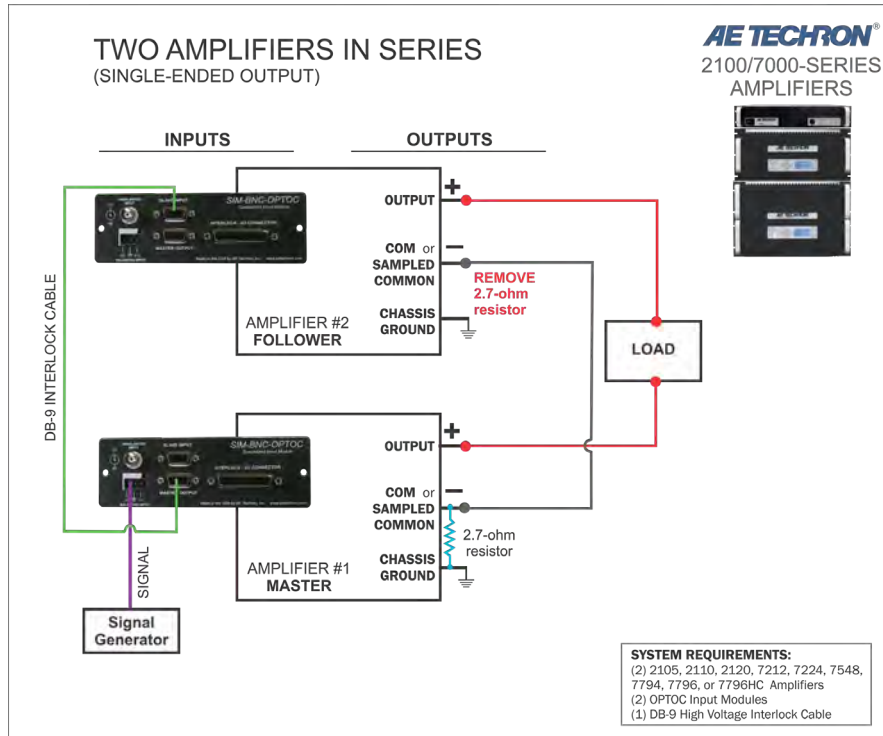 TWO AMPLIFIERS IN SERIES
(SINGLE-ENDED OUTPUT)
AE TECHRON®
2100/7000-SERIES
AMPLIFIERS
INPUTS
OUTPUTS
SIM-BNC-OPTOC
+
OUTPUT
COM or −
SAMPLED
COMMON
REMOVE
2.7-ohm
resistor
CHASSIS
GROUND
AMPLIFIER #2
FOLLOWER
DB-9 INTERLOCK CABLE
LOAD
SIM-BNC-OPTOC
+
OUTPUT
COM or −
SAMPLED
COMMON
2.7-ohm
resistor
CHASSIS
GROUND
AMPLIFIER #1
MASTER
SIGNAL
Signal
Generator
SYSTEM REQUIREMENTS:
(2) 2105, 2110, 2120, 7212, 7224, 7548,
7794, 7796, or 7796HC Amplifiers
(2) OPTOC Input Modules
(1) DB-9 High Voltage Interlock Cable